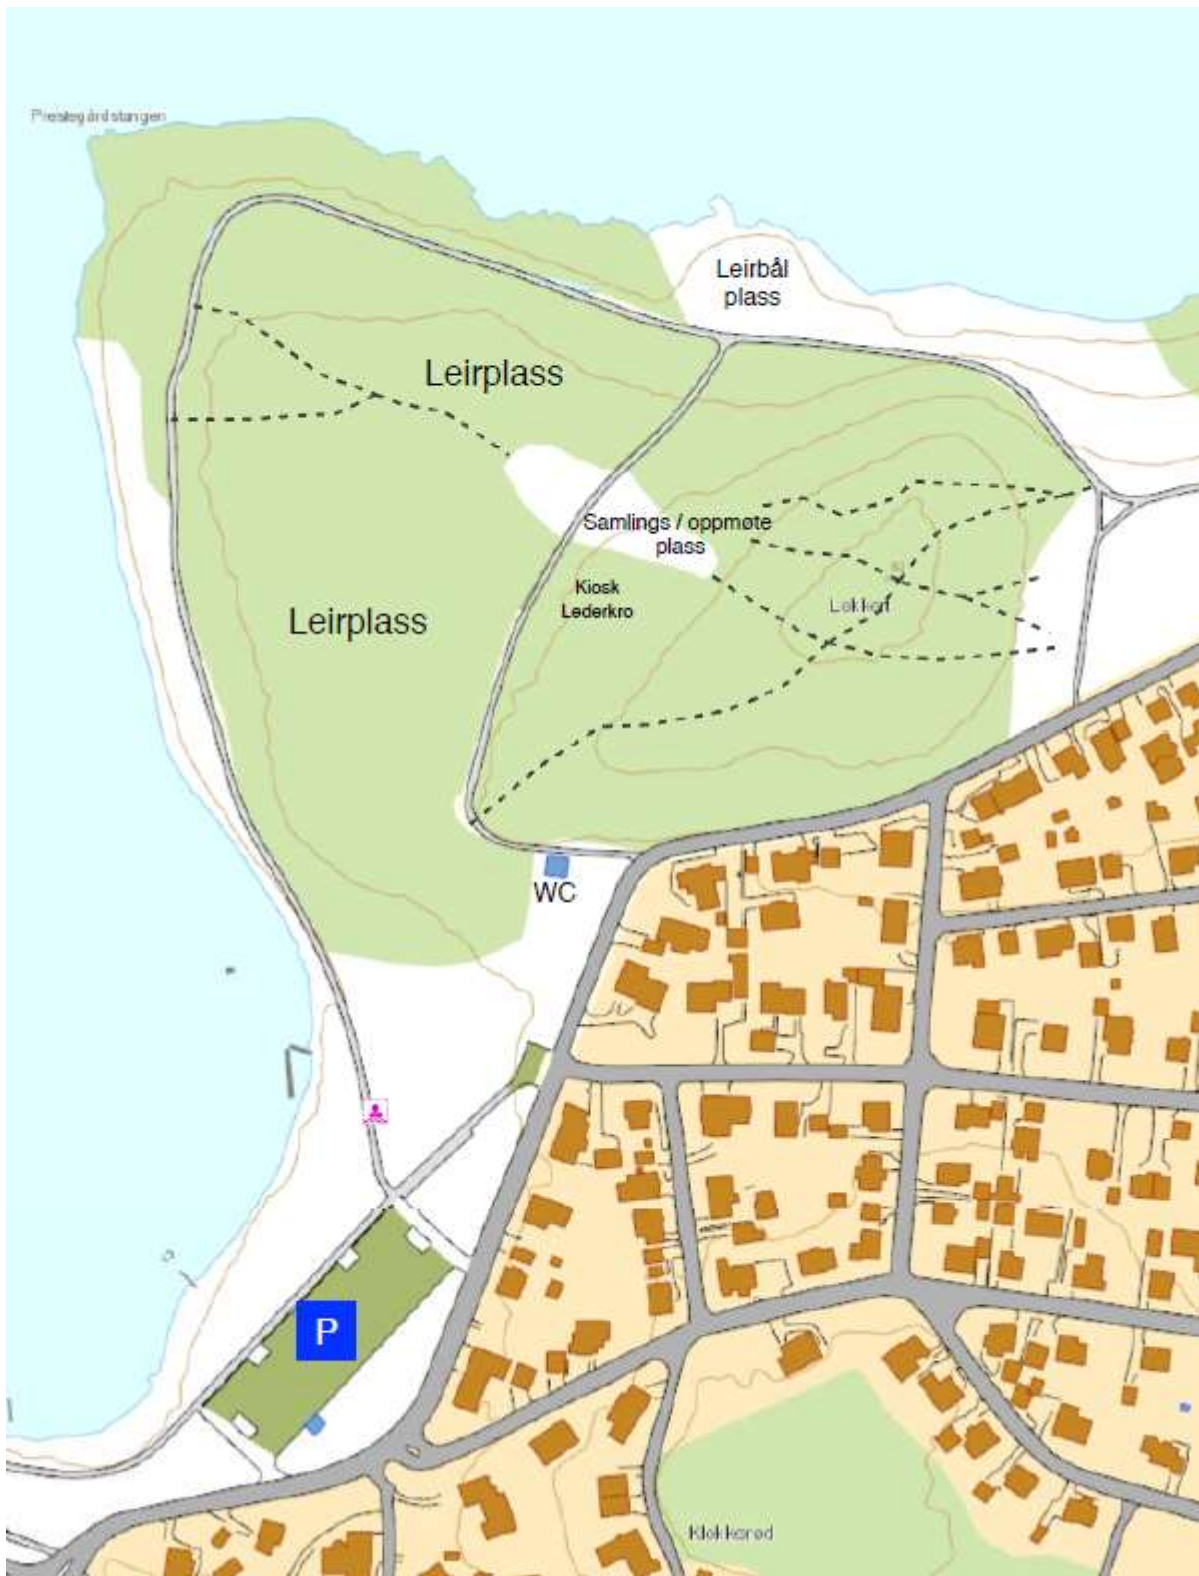 Prestegårdstangen
Leirbål
plass
Leirplass
Samlings / oppmøte
plass
Kiosk
Lederkro
Leirplass
WC
P
Klokkerød